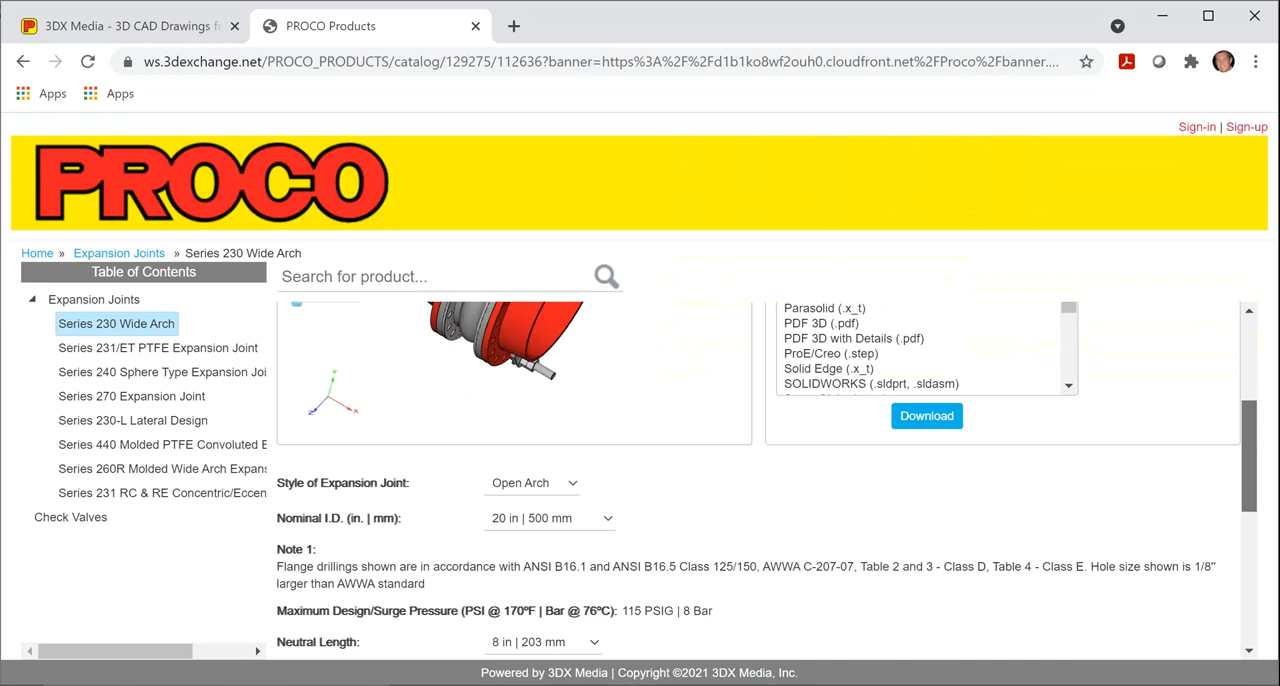 3DX Media - 3D CAD Drawings f
PROCO Products
ws.3dexchange.net/PROCO_PRODUCTS/catalog/129275/112636?banner=https%3A%2F%2Fd1b1ko8wf2ouh0.cloudfront.net%2FProco%2Fbanner....
Apps Apps
Sign-in | Sign-up
PROCO
Home » Expansion Joints » Series 230 Wide Arch
Table of Contents
Search for product...
Expansion Joints
Series 230 Wide Arch
Series 231/ET PTFE Expansion Joint
Series 240 Sphere Type Expansion Joi
Series 270 Expansion Joint
Series 230-L Lateral Design
Series 440 Molded PTFE Convoluted E
Series 260R Molded Wide Arch Expans
Series 231 RC & RE Concentric/Eccen
Check Valves
Y
X
Z
Parasolid (.x_t)
PDF 3D (.pdf)
PDF 3D with Details (.pdf)
ProE/Creo (.step)
Solid Edge (.x_t)
SOLIDWORKS (.sldprt, .sldasm)
Download
Style of Expansion Joint: Open Arch
Nominal I.D. (in. | mm): 20 in | 500 mm
Note 1:
Flange drillings shown are in accordance with ANSI B16.1 and ANSI B16.5 Class 125/150, AWWA C-207-07, Table 2 and 3 - Class D, Table 4 - Class E. Hole size shown is 1/8"
larger than AWWA standard
Maximum Design/Surge Pressure (PSI @ 170ºF | Bar @ 76ºC): 115 PSIG | 8 Bar
Neutral Length: 8 in | 203 mm
Powered by 3DX Media | Copyright ©2021 3DX Media, Inc.